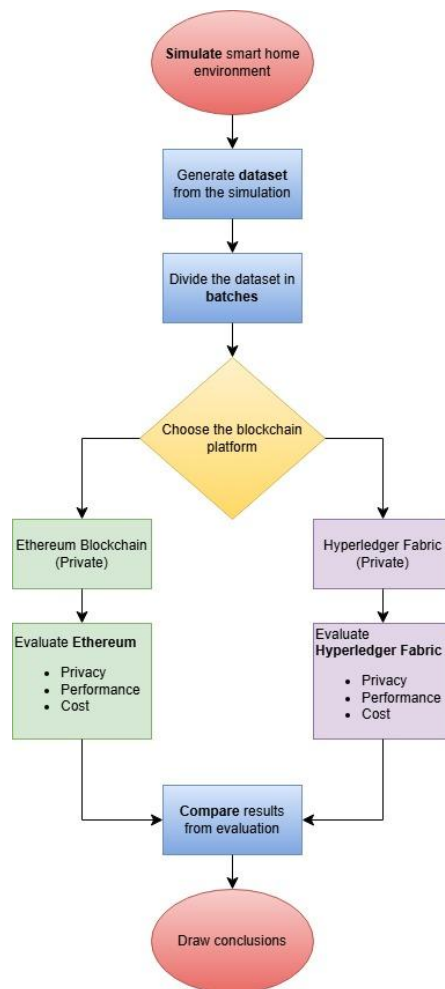 Simulate smart home
environment
Generate dataset
from the simulation
Divide the dataset in
batches
Choose the blockchain
platform
Ethereum Blockchain
(Private)
Hyperledger Fabric
(Private)
Evaluate Ethereum
• Privacy
• Performance
• Cost
Evaluate
Hyperledger Fabric
• Privacy
• Performance
• Cost
Compare results
from evaluation
Draw conclusions